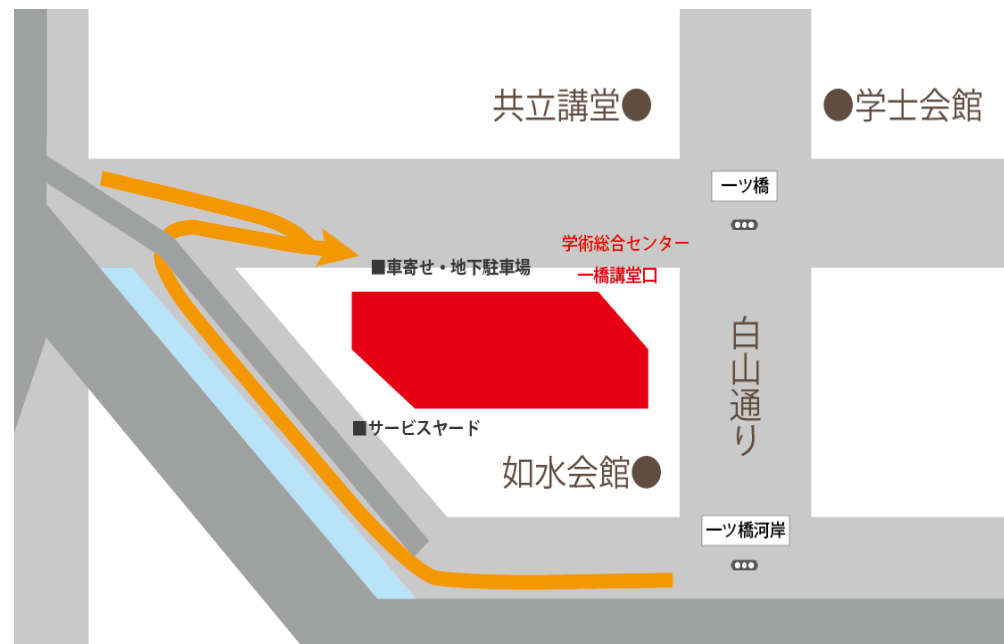 共立講堂●
●学士会館
一ツ橋
学術総合センター
一橋講堂口
■車寄せ・地下駐車場
白山通り
■サービスヤード
如水会館●
一ツ橋河岸